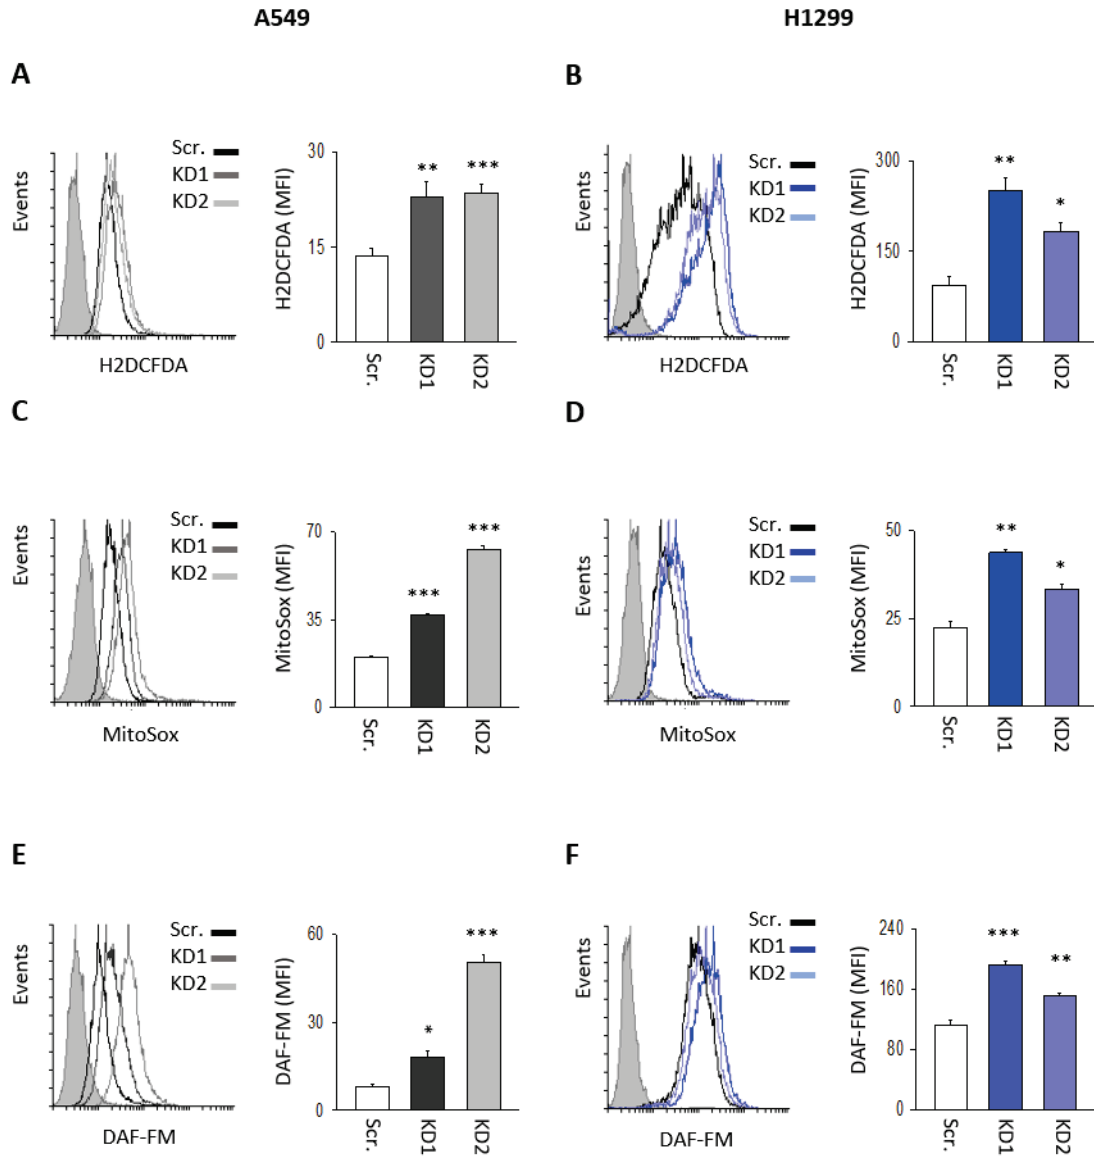 A549
H1299
A
Events
Scr.
KD1
KD2
H2DCFDA
H2DCFDA (MFI)
30
15
0
**
***
Scr.
KD1
KD2
B
Events
Scr.
KD1
KD2
H2DCFDA
H2DCFDA (MFI)
300
150
0
**
*
Scr.
KD1
KD2
C
Events
Scr.
KD1
KD2
MitoSox
MitoSox (MFI)
70
35
0
***
***
Scr.
KD1
KD2
D
Events
Scr.
KD1
KD2
MitoSox
MitoSox (MFI)
50
25
0
**
*
Scr.
KD1
KD2
E
Events
Scr.
KD1
KD2
DAF-FM
DAF-FM (MFI)
60
30
0
*
***
Scr.
KD1
KD2
F
Events
Scr.
KD1
KD2
DAF-FM
DAF-FM (MFI)
240
160
80
0
***
**
Scr.
KD1
KD2